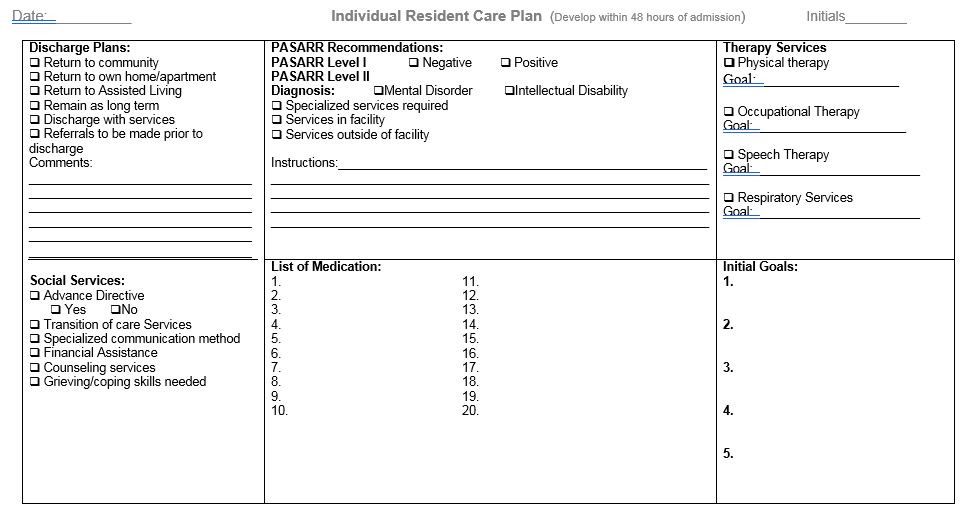 Date:____________ Individual Resident Care Plan (Develop within 48 hours of admission) Initials________
Discharge Plans:
❑ Return to community
❑ Return to own home/apartment
❑ Return to Assisted Living
❑ Remain as long term
❑ Discharge with services
❑ Referrals to be made prior to
discharge
Comments:
PASARR Recommendations:
PASARR Level I ❑ Negative ❑ Positive
PASARR Level II
Diagnosis: ❑Mental Disorder ❑Intellectual Disability
❑ Specialized services required
❑ Services in facility
❑ Services outside of facility
Instructions:
Therapy Services
❑ Physical therapy
Goal:
❑ Occupational Therapy
Goal:
❑ Speech Therapy
Goal:
❑ Respiratory Services
Goal:
Social Services:
❑ Advance Directive
❑ Yes ❑No
❑ Transition of care Services
❑ Specialized communication method
❑ Financial Assistance
❑ Counseling services
❑ Grieving/coping skills needed
List of Medication:
1. 11.
2. 12.
3. 13.
4. 14.
5. 15.
6. 16.
7. 17.
8. 18.
9. 19.
10. 20.
Initial Goals:
1.
2.
3.
4.
5.